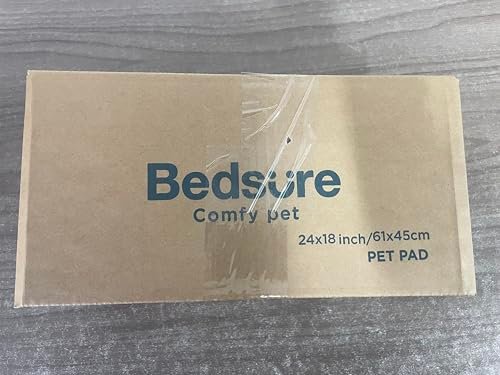 Bedsure
Comfy pet
24x18 inch/61x45cm
PET PAD